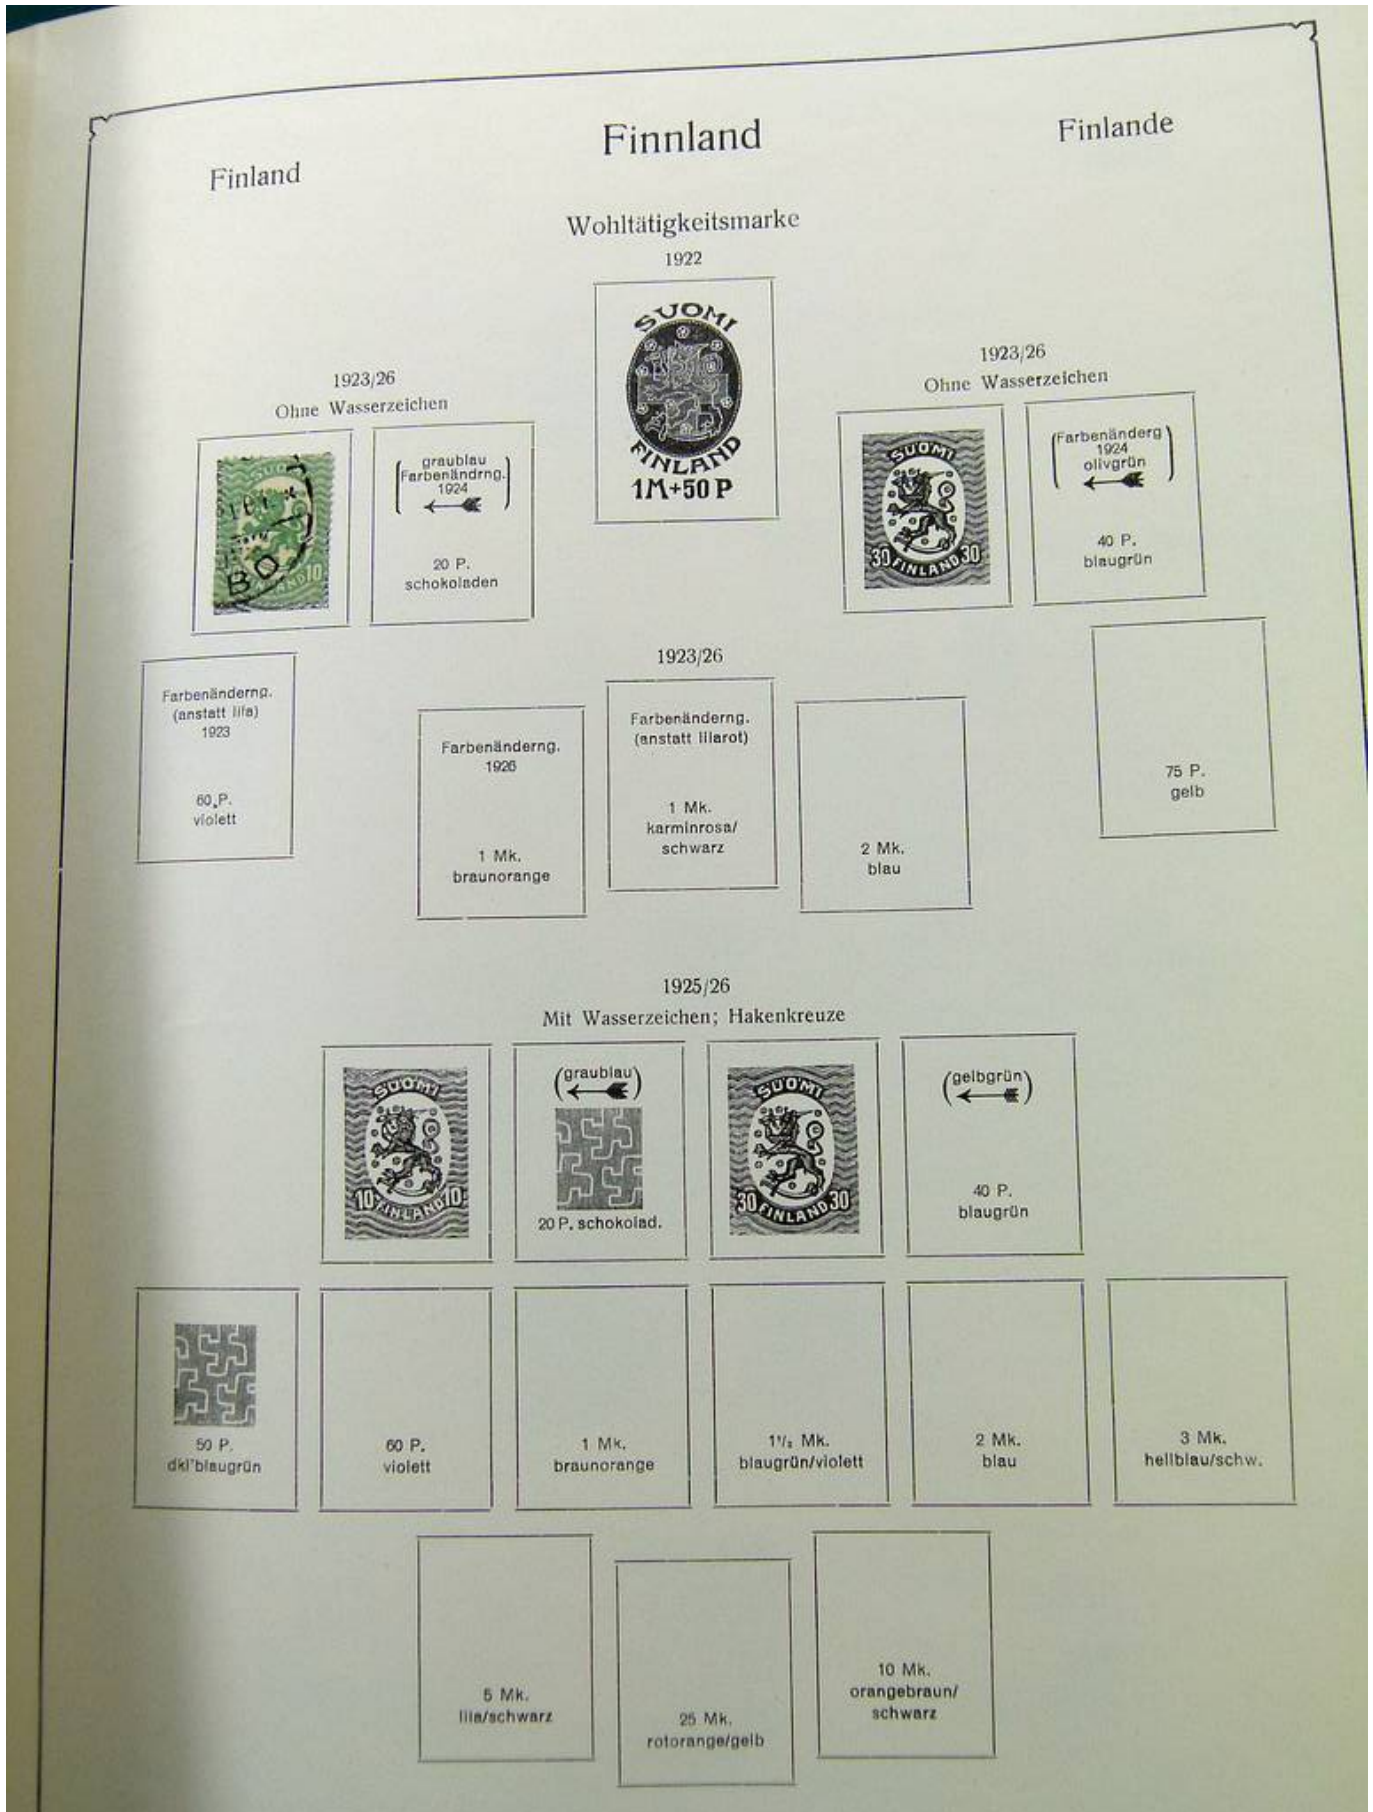 Finland
Finnland
Finlande
Wohltätigkeitsmarke
1922
SUOMI
FINLAND
1M+50 P
1923/26
Ohne Wasserzeichen
BO
10
graublau
Farbenändrng.
1924
20 P.
schokoladen
1923/26
Ohne Wasserzeichen
SUOMI
30 FINLAND 30
Farbenänderg
1924
olivgrün
40 P.
blaugrün
Farbenänderng.
(anstatt lila)
1923
60 P.
violett
1923/26
Farbenänderng.
1926
1 Mk.
braunorange
Farbenänderng.
(anstatt lilarot)
1 Mk.
karminrosa/
schwarz
2 Mk.
blau
75 P.
gelb
1925/26
Mit Wasserzeichen; Hakenkreuze
SUOMI
10 FINLAND 10
(graublau)
20 P. schokolad.
SUOMI
30 FINLAND 30
(gelbgrün)
40 P.
blaugrün
50 P.
dkl'blaugrün
60 P.
violett
1 Mk.
braunorange
1½ Mk.
blaugrün/violett
2 Mk.
blau
3 Mk.
hellblau/schw.
5 Mk.
lila/schwarz
25 Mk.
rotorange/gelb
10 Mk.
orangebraun/
schwarz